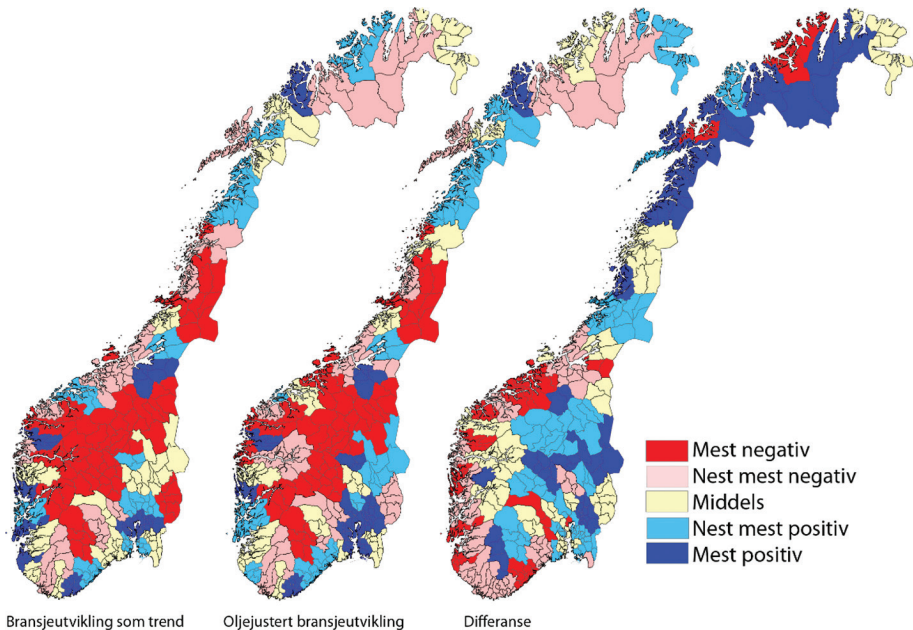 Mest negativ
Nest mest negativ
Middels
Nest mest positiv
Mest positiv
Bransjeutvikling som trend
Oljejustert bransjeutvikling
Differanse